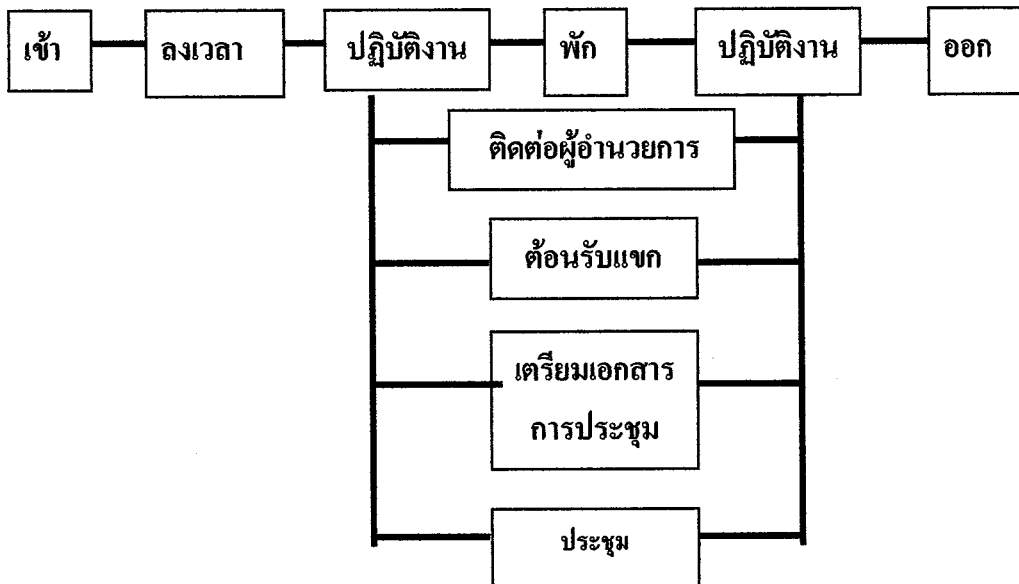 เข้า ลงเวลา ปฏิบัติงาน พัก ปฏิบัติงาน ออก
ติดต่อผู้อำนวยการ
ต้อนรับแขก
เตรียมเอกสาร
การประชุม
ประชุม